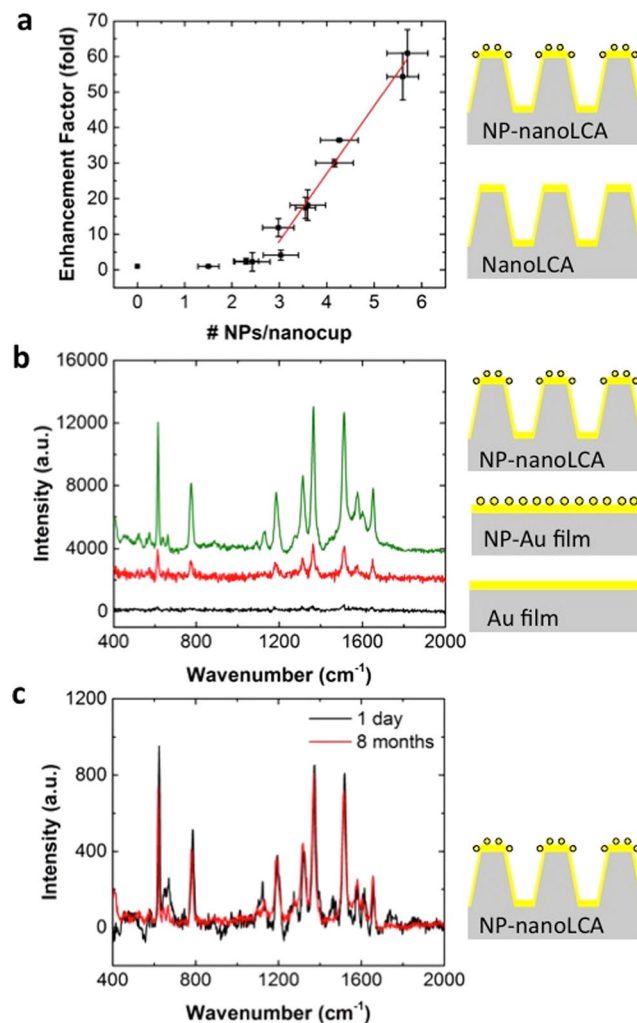 a
Enhancement Factor (fold)
70
60
50
40
30
20
10
0
0 1 2 3 4 5 6
# NPs/nanocup
NP-nanoLCA
NanoLCA
b
Intensity (a.u.)
16000
12000
8000
4000
0
400 800 1200 1600 2000
Wavenumber (cm-1)
NP-nanoLCA
NP-Au film
Au film
c
Intensity (a.u.)
1200
800
400
0
1 day
8 months
400 800 1200 1600 2000
Wavenumber (cm-1)
NP-nanoLCA